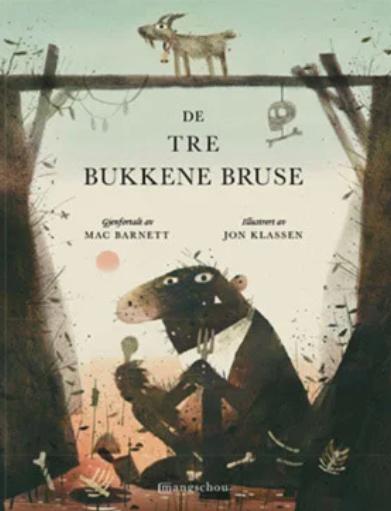 DE
TRE
BUKKENE BRUSE
Gjenfortalt av Illustrert av
MAC BARNETT JON KLASSEN
mangschou